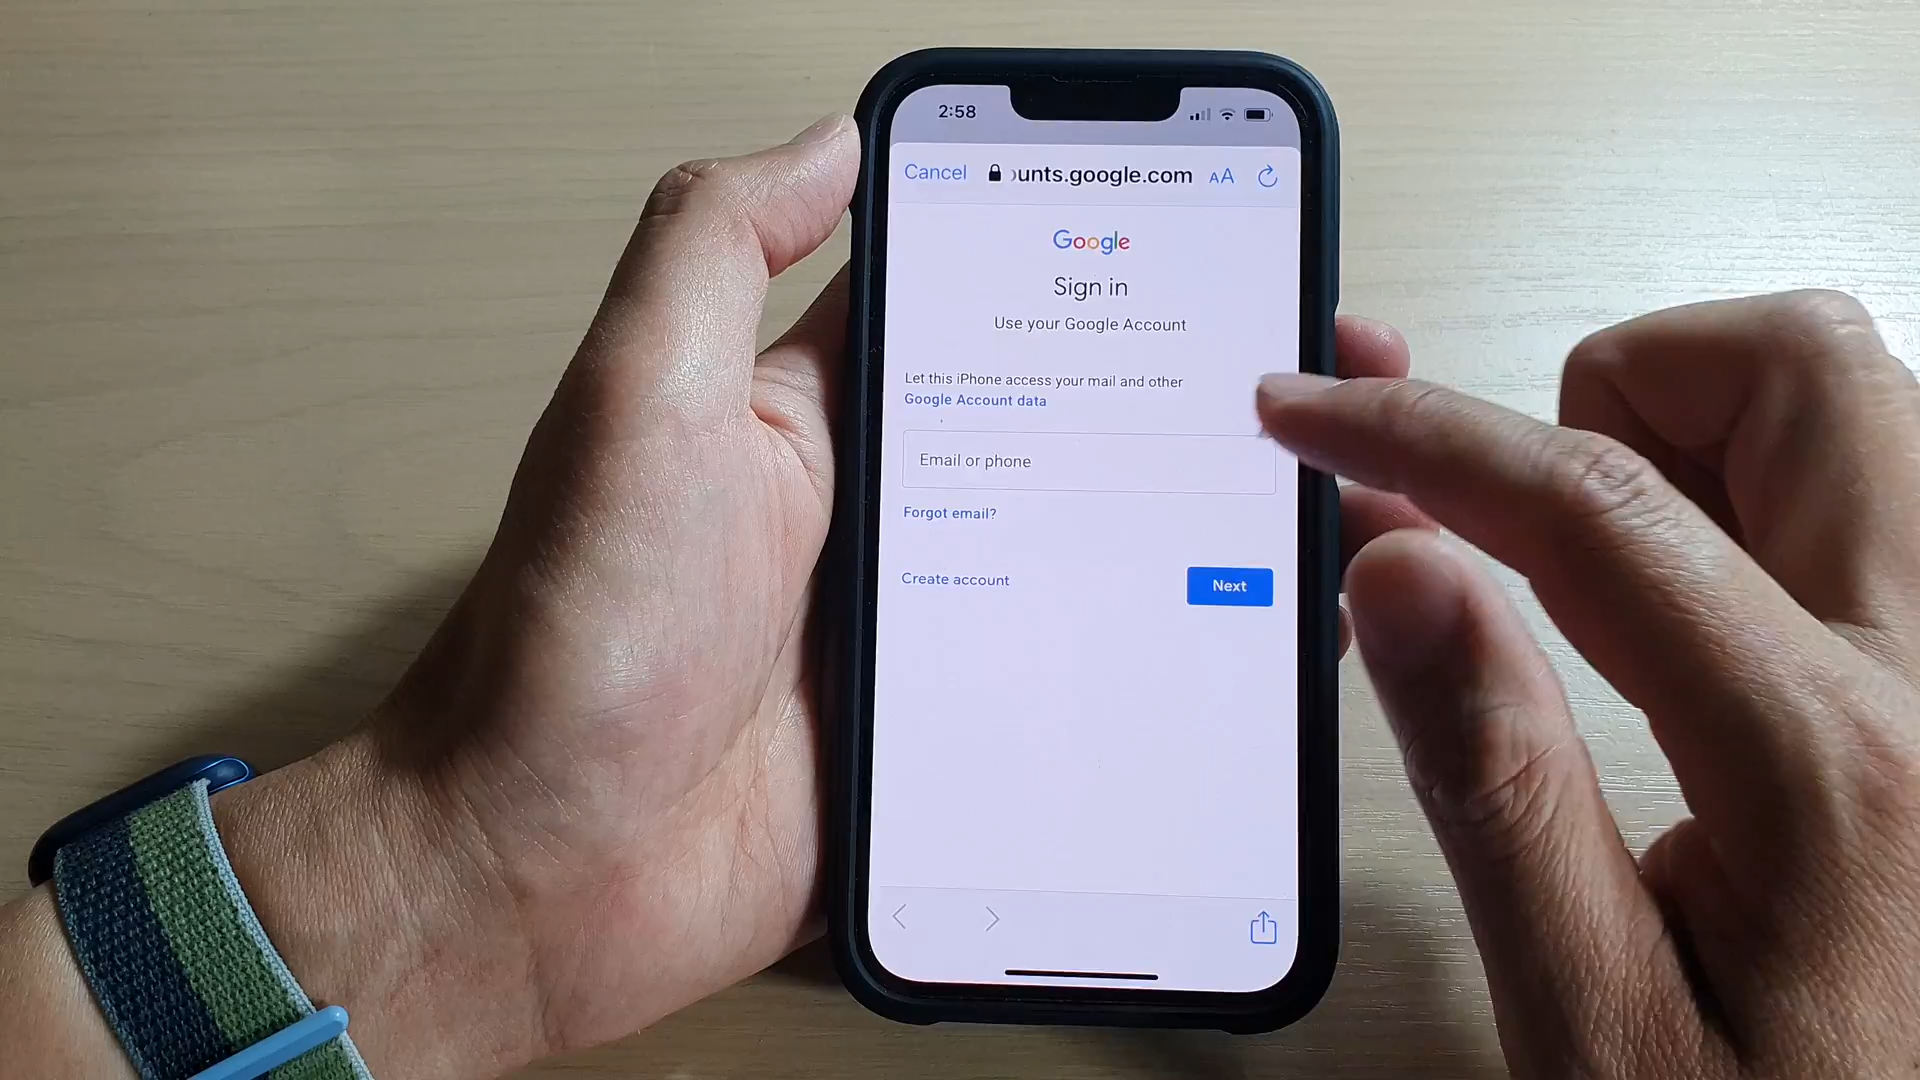 2:58
Cancel unts.google.com AA
Google
Sign in
Use your Google Account
Let this iPhone access your mail and other
Google Account data
Email or phone
Forgot email?
Create account Next